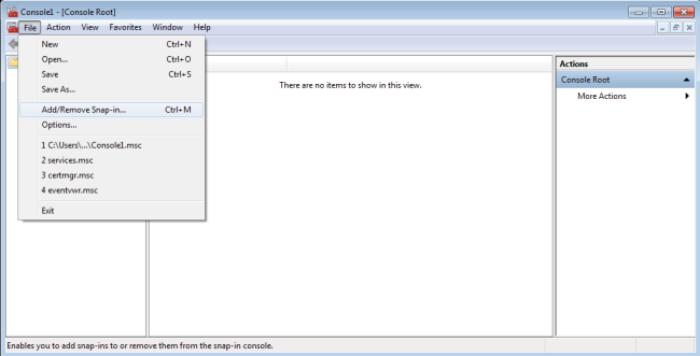 Console1 - [Console Root]
File Action View Favorites Window Help
New Ctrl+N
Open... Ctrl+O
Save Ctrl+S
Save As...
Add/Remove Snap-in... Ctrl+M
Options...
1 C:\Users\...\Console1.msc
2 services.msc
3 certmgr.msc
4 eventvwr.msc
Exit
There are no items to show in this view.
Actions
Console Root
More Actions
Enables you to add snap-ins to or remove them from the snap-in console.